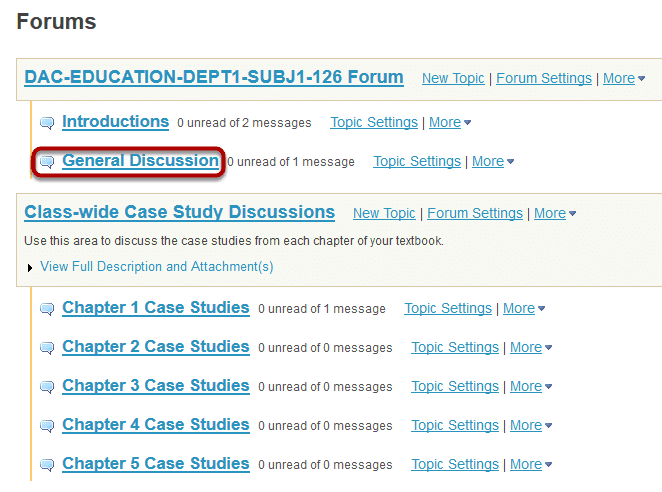 Forums
DAC-EDUCATION-DEPT1-SUBJ1-126 Forum New Topic | Forum Settings | More
Introductions 0 unread of 2 messages Topic Settings | More
General Discussion 0 unread of 1 message Topic Settings | More
Class-wide Case Study Discussions New Topic | Forum Settings | More
Use this area to discuss the case studies from each chapter of your textbook.
View Full Description and Attachment(s)
Chapter 1 Case Studies 0 unread of 1 message Topic Settings | More
Chapter 2 Case Studies 0 unread of 0 messages Topic Settings | More
Chapter 3 Case Studies 0 unread of 0 messages Topic Settings | More
Chapter 4 Case Studies 0 unread of 0 messages Topic Settings | More
Chapter 5 Case Studies 0 unread of 0 messages Topic Settings | More